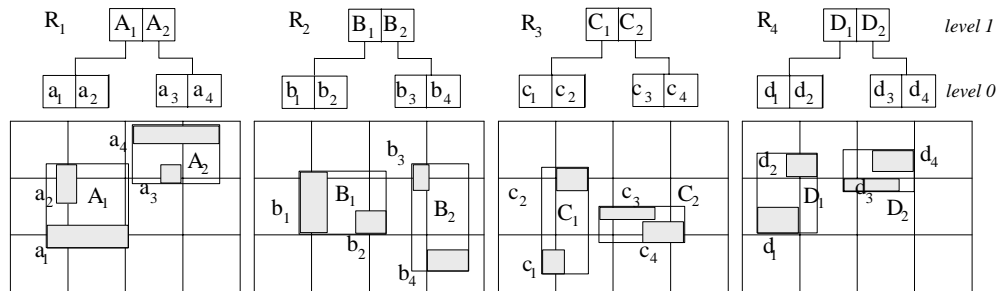 R₁ A₁ A₂ R₂ B₁ B₂ R₃ C₁ C₂ R₄ D₁ D₂ level 1
a₁ a₂ a₃ a₄ b₁ b₂ b₃ b₄ c₁ c₂ c₃ c₄ d₁ d₂ d₃ d₄ level 0
a₄ A₂ a₃ a₂ A₁ a₁
b₃ B₁ b₁ B₂ b₂ b₄
c₂ C₁ c₃ C₂ c₄ c₁
d₂ d₄ d₃ D₁ D₂ d₁